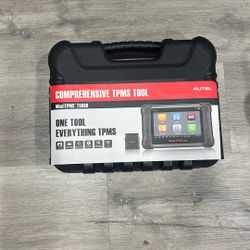 COMPREHENSIVE TPMS TOOL
AUTEL
MaxiTPMS TS608
ONE TOOL
EVERYTHING TPMS